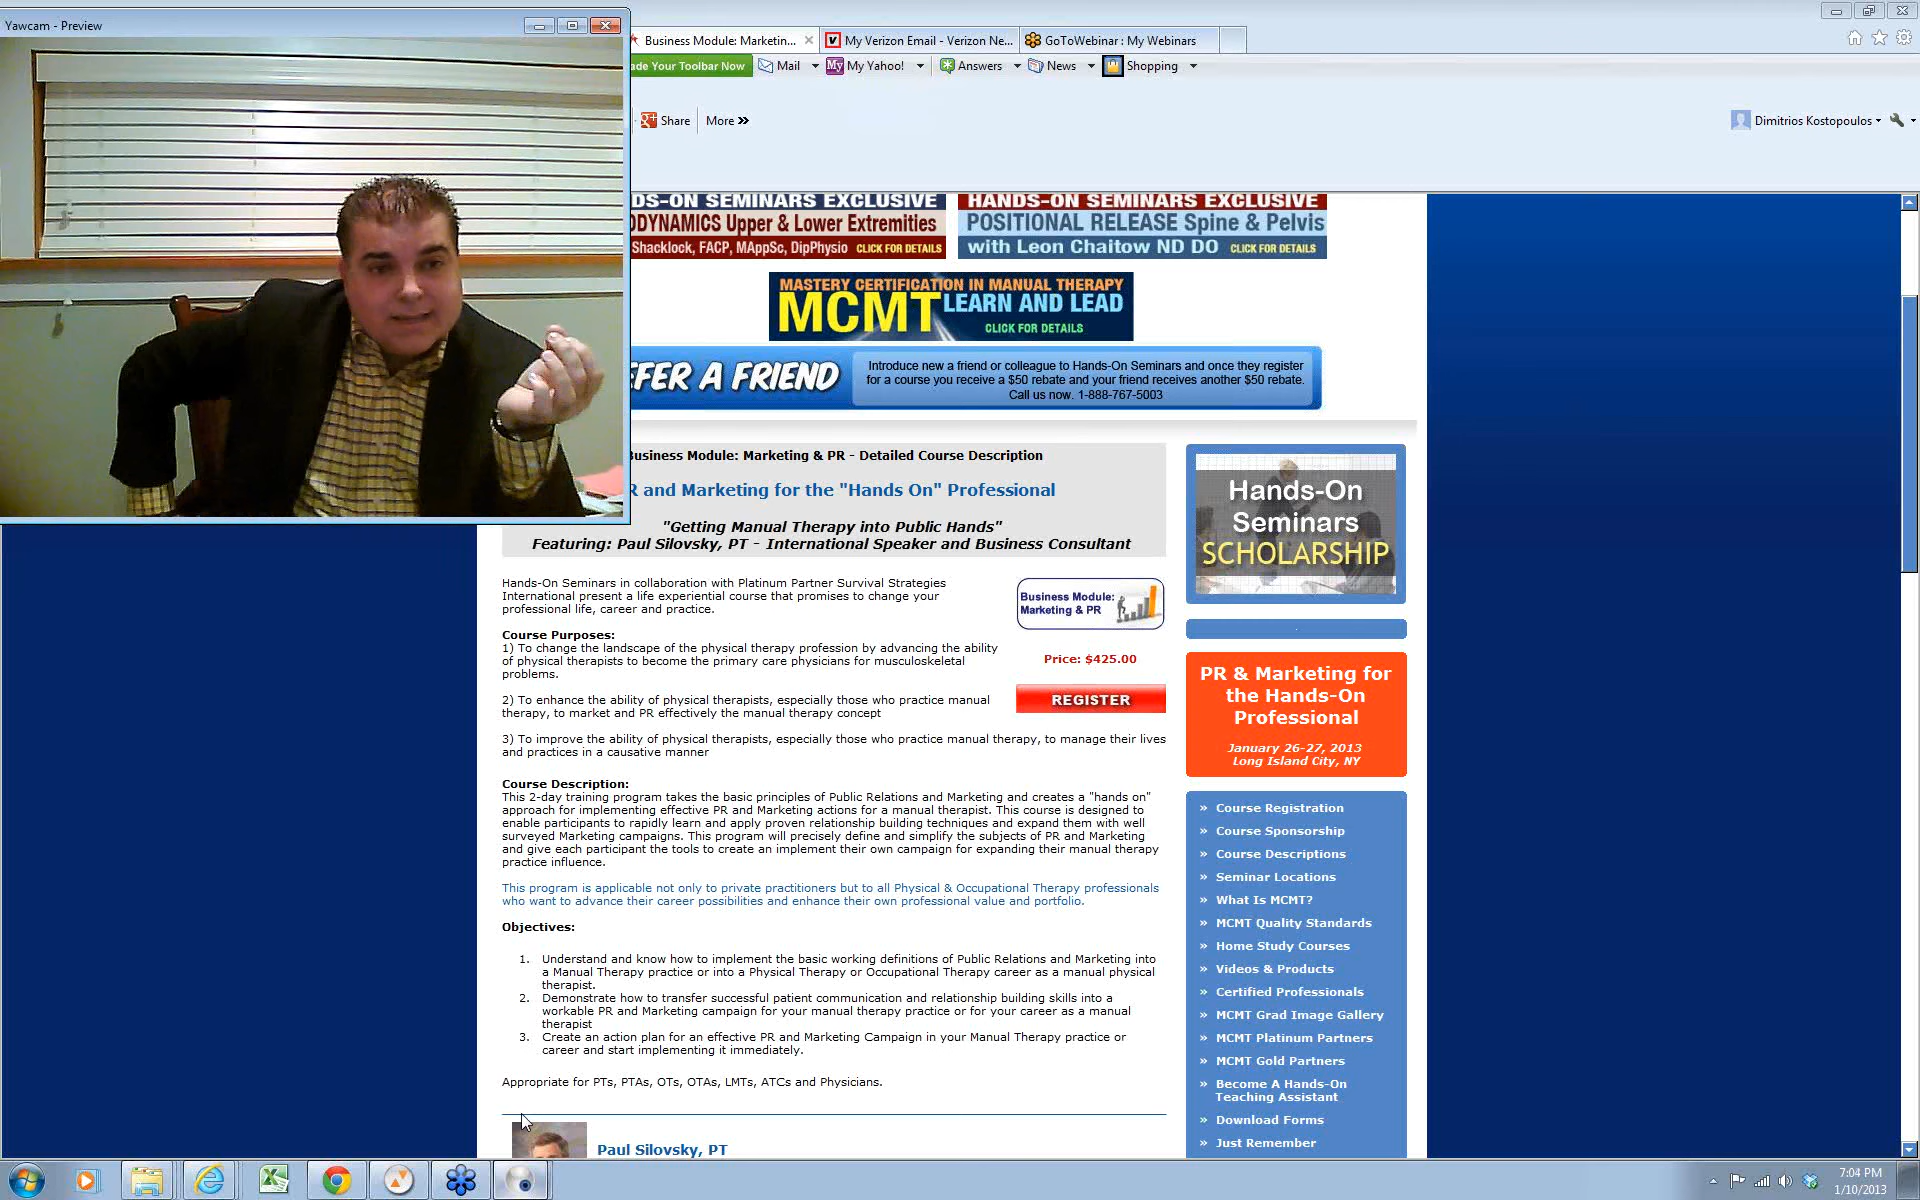 Yawcam - Preview
Business Module: Marketin...
My Verizon Email - Verizon Ne...
GoToWebinar : My Webinars
ade Your Toolbar Now
Mail
My Yahoo!
Answers
News
Shopping
Share
More »
Dimitrios Kostopoulos
DS-ON SEMINARS EXCLUSIVE
ODYNAMICS Upper & Lower Extremities
Shacklock, FACP, MAppSc, DipPhysio CLICK FOR DETAILS
HANDS-ON SEMINARS EXCLUSIVE
POSITIONAL RELEASE Spine & Pelvis
with Leon Chaitow ND DO CLICK FOR DETAILS
MASTERY CERTIFICATION IN MANUAL THERAPY
MCMT LEARN AND LEAD
CLICK FOR DETAILS
FER A FRIEND
Introduce new a friend or colleague to Hands-On Seminars and once they register
for a course you receive a $50 rebate and your friend receives another $50 rebate.
Call us now. 1-888-767-5003
Business Module: Marketing & PR - Detailed Course Description
R and Marketing for the "Hands On" Professional
"Getting Manual Therapy into Public Hands"
Featuring: Paul Silovsky, PT - International Speaker and Business Consultant
Hands-On Seminars in collaboration with Platinum Partner Survival Strategies
International present a life experiential course that promises to change your
professional life, career and practice.
Business Module:
Marketing & PR
Price: $425.00
REGISTER
Course Purposes:
1) To change the landscape of the physical therapy profession by advancing the ability
of physical therapists to become the primary care physicians for musculoskeletal
problems.
2) To enhance the ability of physical therapists, especially those who practice manual
therapy, to market and PR effectively the manual therapy concept
3) To improve the ability of physical therapists, especially those who practice manual therapy, to manage their lives
and practices in a causative manner
Course Description:
This 2-day training program takes the basic principles of Public Relations and Marketing and creates a "hands on"
approach for implementing effective PR and Marketing actions for a manual therapist. This course is designed to
enable participants to rapidly learn and apply proven relationship building techniques and expand them with well
surveyed Marketing campaigns. This program will precisely define and simplify the subjects of PR and Marketing
and give each participant the tools to create an implement their own campaign for expanding their manual therapy
practice influence.
This program is applicable not only to private practitioners but to all Physical & Occupational Therapy professionals
who want to advance their career possibilities and enhance their own professional value and portfolio.
Objectives:
1. Understand and know how to implement the basic working definitions of Public Relations and Marketing into
a Manual Therapy practice or into a Physical Therapy or Occupational Therapy career as a manual physical
therapist.
2. Demonstrate how to transfer successful patient communication and relationship building skills into a
workable PR and Marketing campaign for your manual therapy practice or for your career as a manual
therapist
3. Create an action plan for an effective PR and Marketing Campaign in your Manual Therapy practice or
career and start implementing it immediately.
Appropriate for PTs, PTAs, OTs, OTAs, LMTs, ATCs and Physicians.
Paul Silovsky, PT
Hands-On
Seminars
SCHOLARSHIP
PR & Marketing for
the Hands-On
Professional
January 26-27, 2013
Long Island City, NY
» Course Registration
» Course Sponsorship
» Course Descriptions
» Seminar Locations
» What Is MCMT?
» MCMT Quality Standards
» Home Study Courses
» Videos & Products
» Certified Professionals
» MCMT Grad Image Gallery
» MCMT Platinum Partners
» MCMT Gold Partners
» Become A Hands-On
Teaching Assistant
» Download Forms
» Just Remember
7:04 PM
1/10/2013